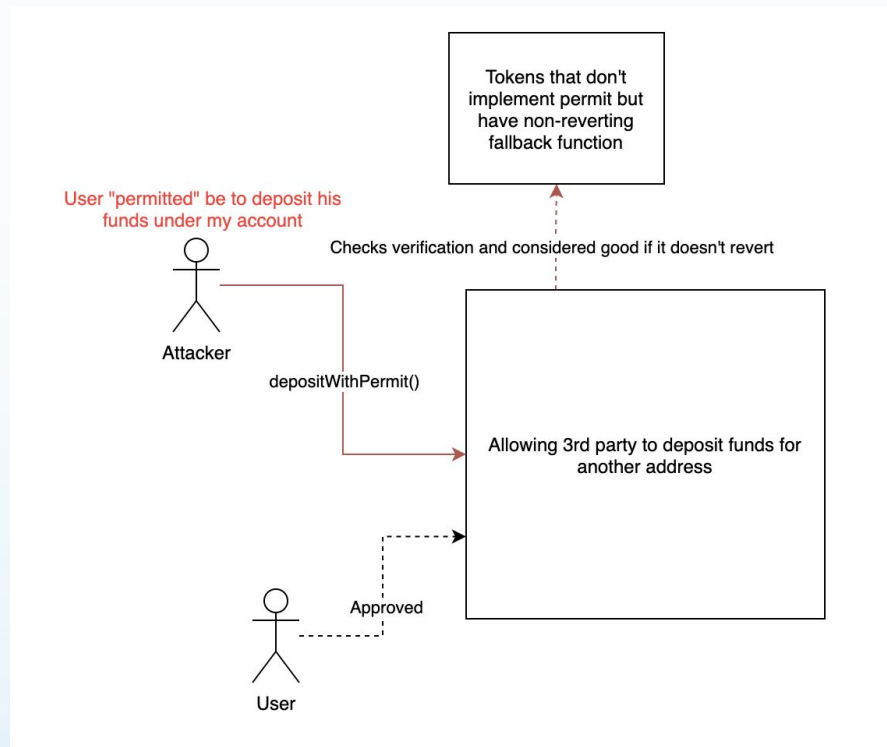 Tokens that don't
implement permit but
have non-reverting
fallback function
User "permitted" be to deposit his
funds under my account
Checks verification and considered good if it doesn't revert
Attacker
depositWithPermit()
Allowing 3rd party to deposit funds for
another address
Approved
User